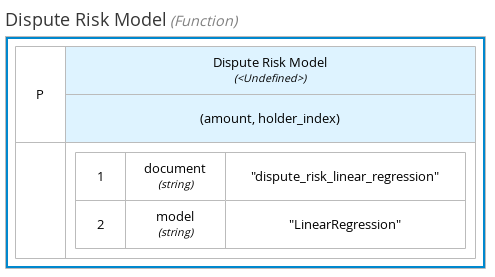 Dispute Risk Model (Function)
P
Dispute Risk Model
(<Undefined>)
(amount, holder_index)
1 document "dispute_risk_linear_regression"
(string)
2 model "LinearRegression"
(string)